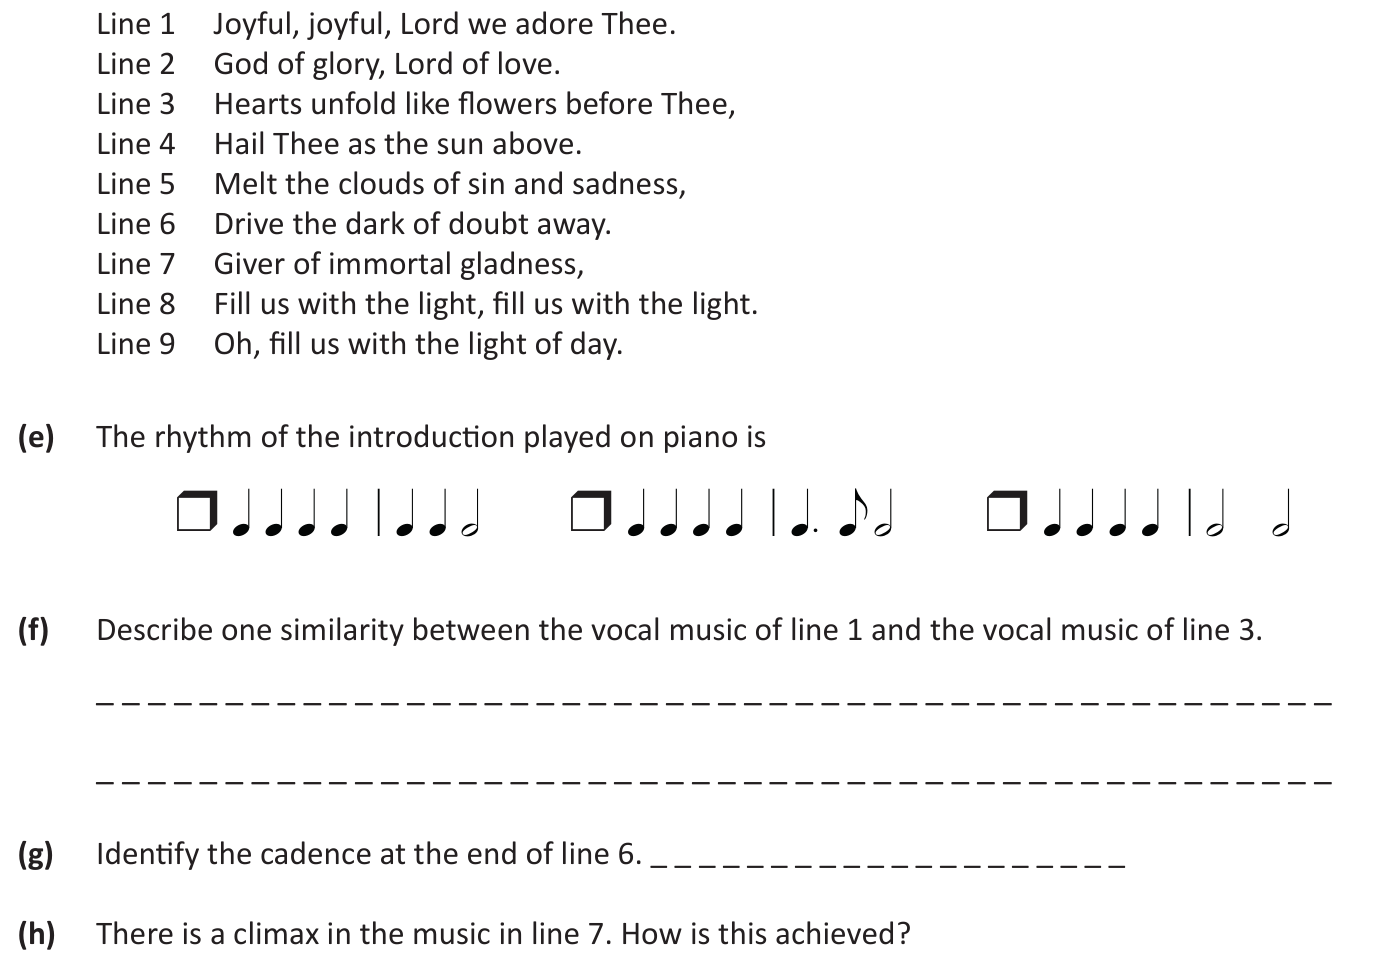 Line 1 Joyful, joyful, Lord we adore Thee.
Line 2 God of glory, Lord of love.
Line 3 Hearts unfold like flowers before Thee,
Line 4 Hail Thee as the sun above.
Line 5 Melt the clouds of sin and sadness,
Line 6 Drive the dark of doubt away.
Line 7 Giver of immortal gladness,
Line 8 Fill us with the light, fill us with the light.
Line 9 Oh, fill us with the light of day.
(e) The rhythm of the introduction played on piano is
(f) Describe one similarity between the vocal music of line 1 and the vocal music of line 3.
(g) Identify the cadence at the end of line 6. _ _ _ _ _ _ _ _ _ _ _ _ _ _ _ _ _ _ _ _
(h) There is a climax in the music in line 7. How is this achieved?